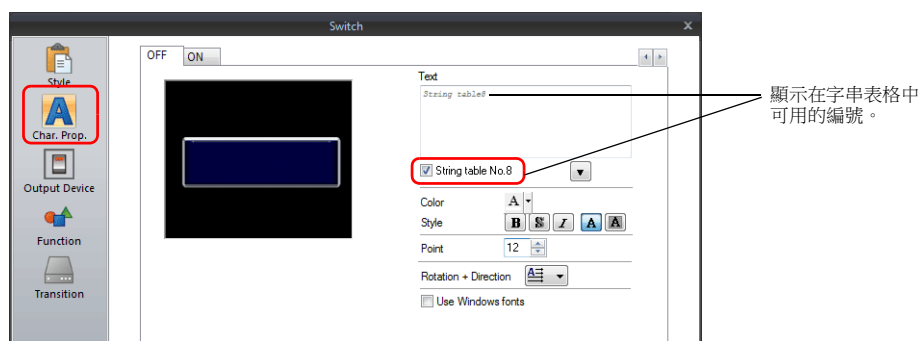 Switch
x
Style
Char. Prop.
Output Device
Function
Transition
OFF
ON
Text
String table8
String table No.8
Color
A
Style
B S I A A
Point
12
Rotation + Direction
A
Use Windows fonts
顯示在字串表格中
可用的編號。